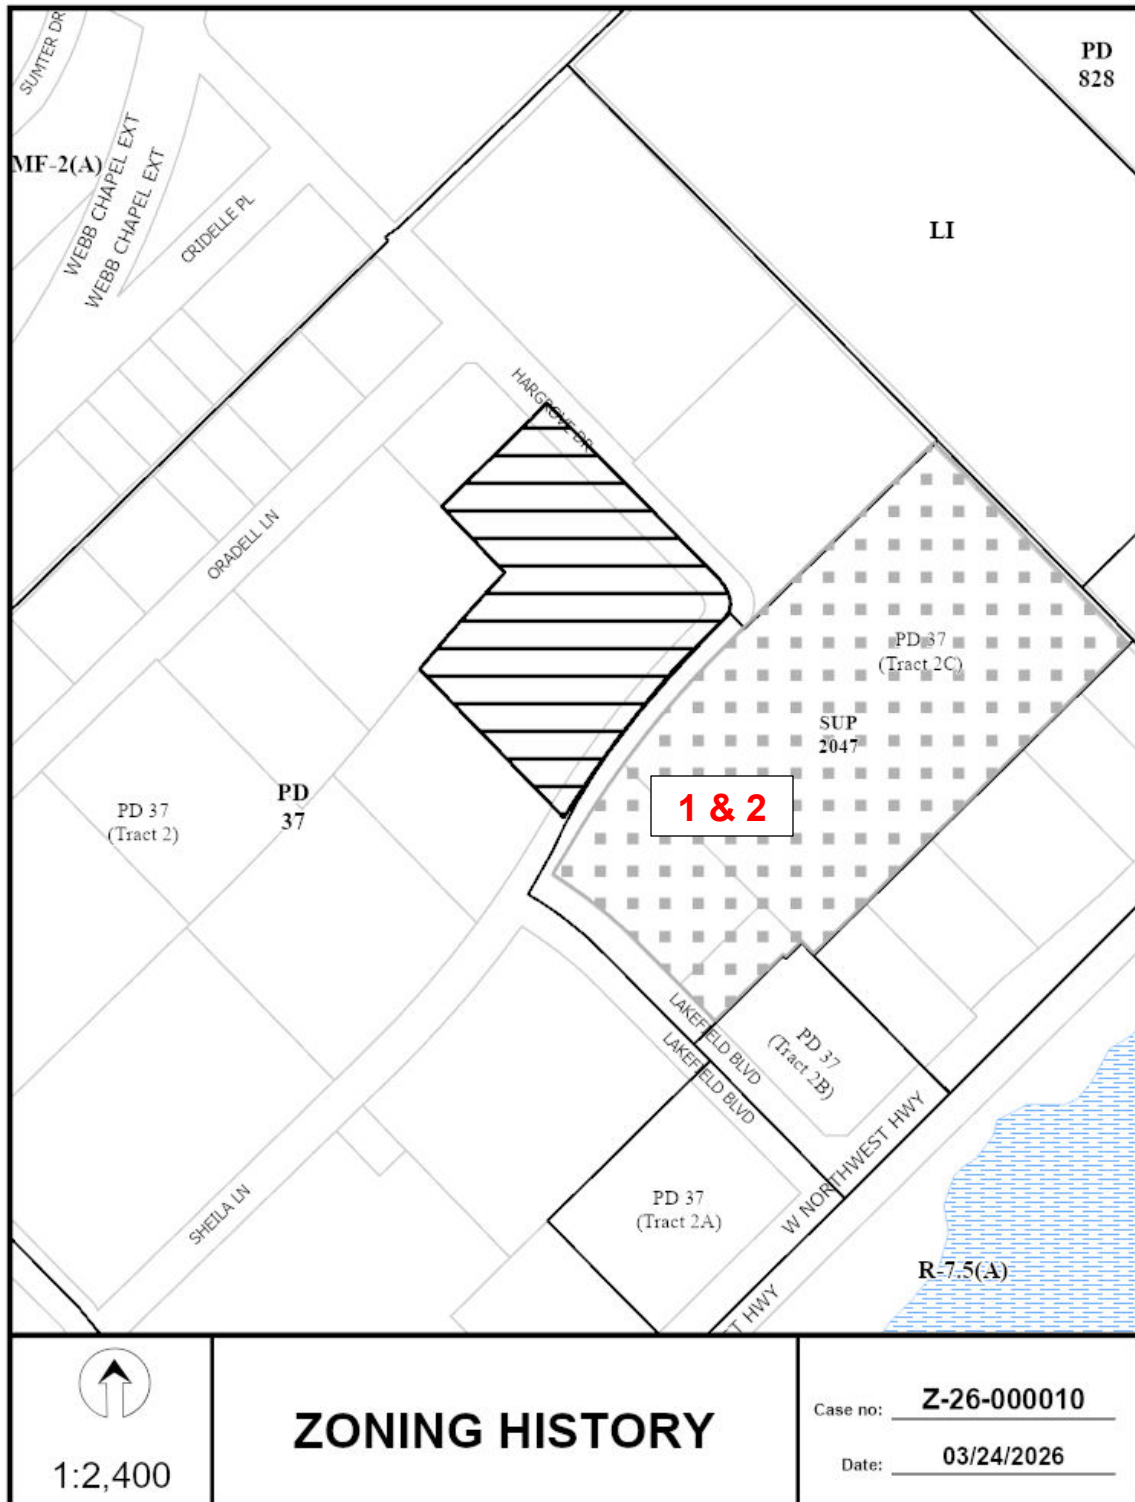 SUMTER DR
PD
828
MF-2(A)
WEBB CHAPEL EXT
WEBB CHAPEL EXT
CRIDELLE PL
LI
HARGROVE DR
ORADELL LN
PD 37
(Tract 2C)
SUP
2047
PD
37
PD 37
(Tract 2)
1 & 2
LAKEFIELD BLVD
LAKEFIELD BLVD
PD 37
(Tract 2B)
W NORTHWEST HWY
PD 37
(Tract 2A)
SHEILA LN
R-7.5(A)
ST HWY
1:2,400
ZONING HISTORY
Case no: Z-26-000010
Date: 03/24/2026